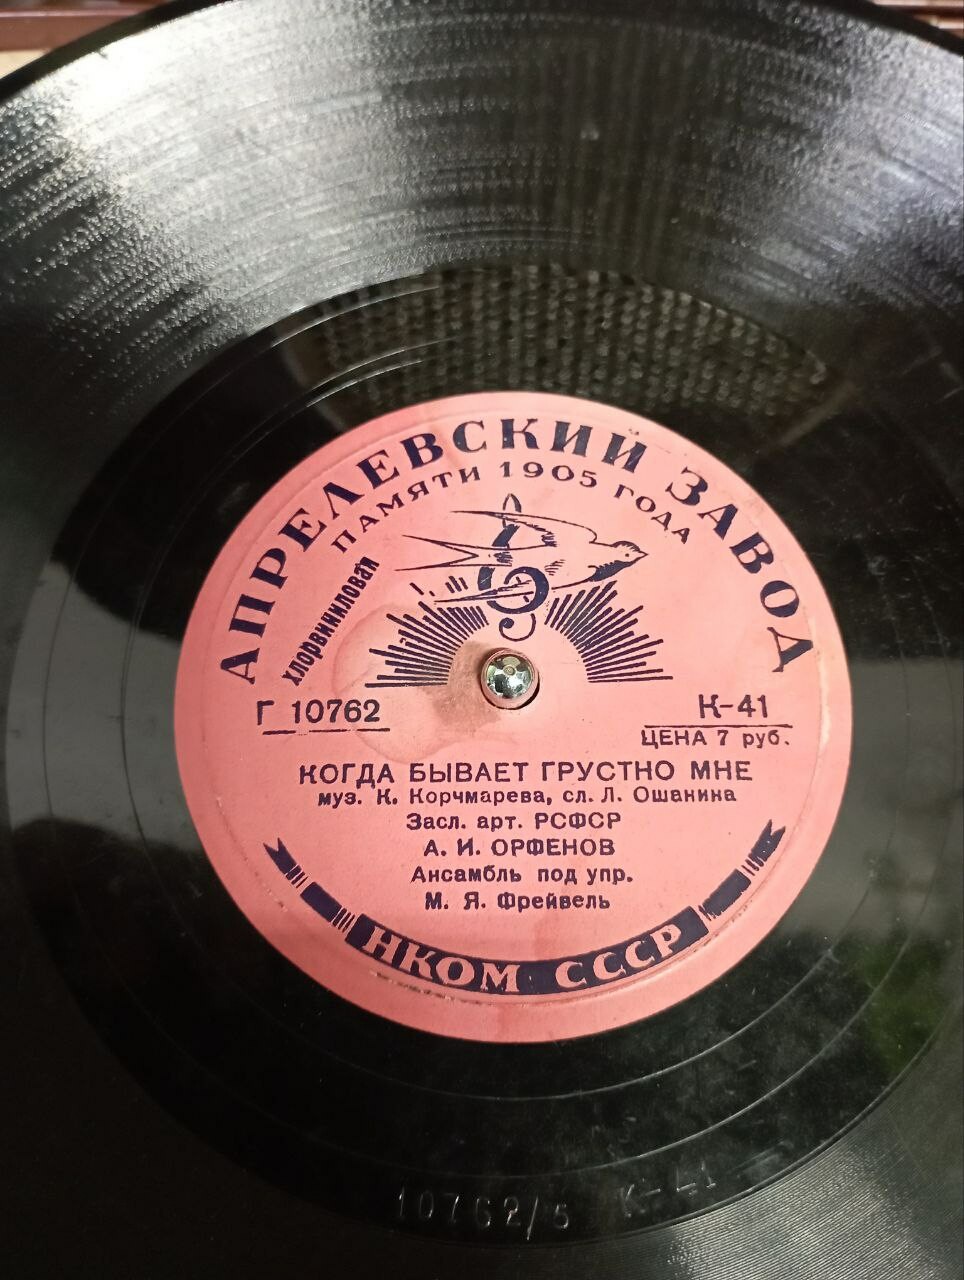 АПРЕЛЕВСКИЙ ЗАВОД
ПАМЯТИ 1905 ГОДА
хлорвиниловая
Г 10762
К-41
ЦЕНА 7 руб.
КОГДА БЫВАЕТ ГРУСТНО МНЕ
муз. К. Корчмарева, сл. Л. Ошанина
Засл. арт. РСФСР
А. И. ОРФЕНОВ
Ансамбль под упр.
М. Я. Фрейвель
НКОМ СССР
10762/5 К-41